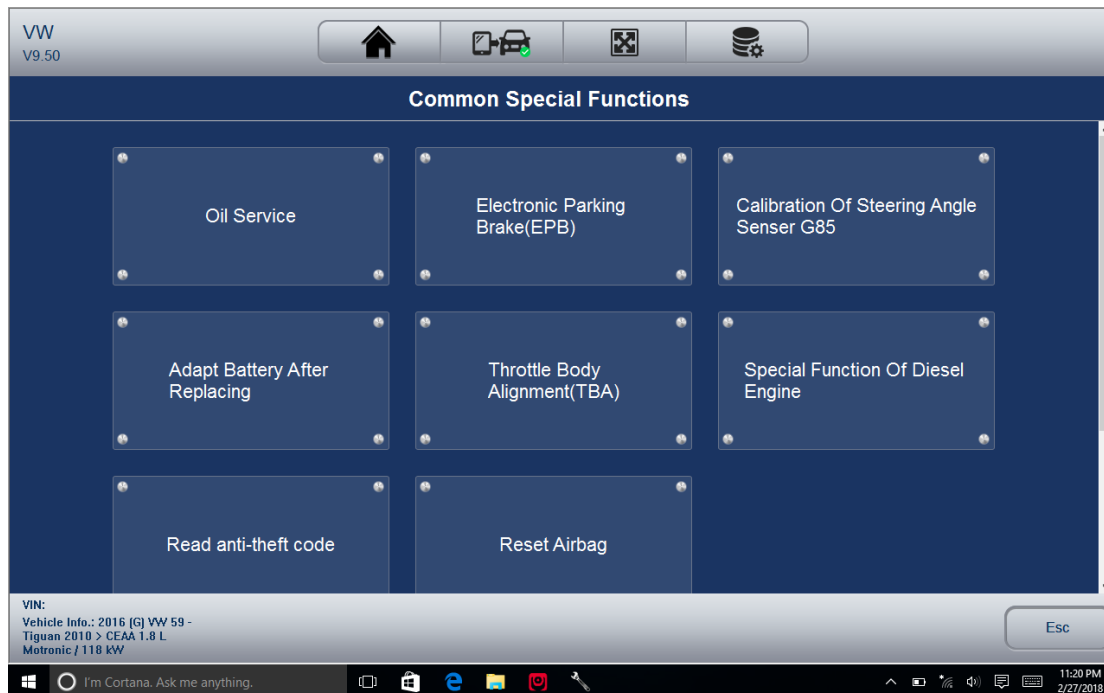 VW
V9.50
Common Special Functions
Oil Service
Electronic Parking
Brake(EPB)
Calibration Of Steering Angle
Senser G85
Adapt Battery After
Replacing
Throttle Body
Alignment(TBA)
Special Function Of Diesel
Engine
Read anti-theft code
Reset Airbag
VIN:
Vehicle Info.: 2016 (G) VW 59 -
Tiguan 2010 > CEAA 1.8 L
Motronic / 118 kW
Esc
I'm Cortana. Ask me anything.
11:20 PM
2/27/2018